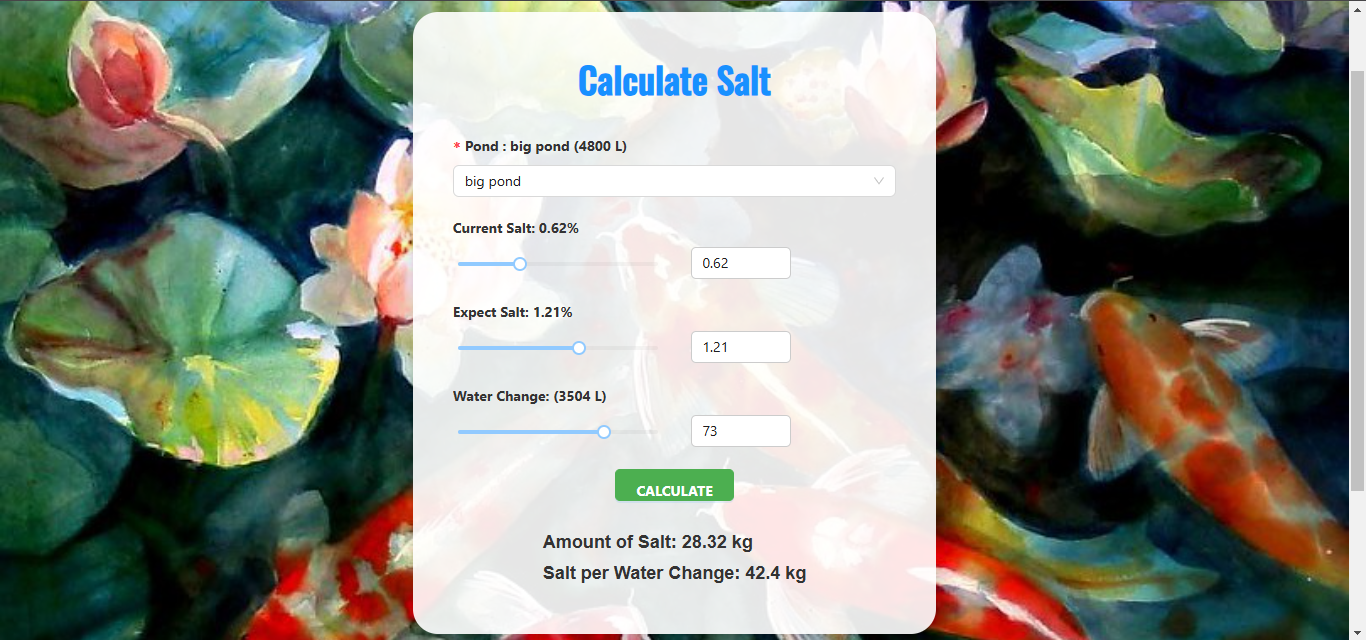 Calculate Salt
* Pond : big pond (4800 L)
big pond
Current Salt: 0.62%
0.62
Expect Salt: 1.21%
1.21
Water Change: (3504 L)
73
CALCULATE
Amount of Salt: 28.32 kg
Salt per Water Change: 42.4 kg